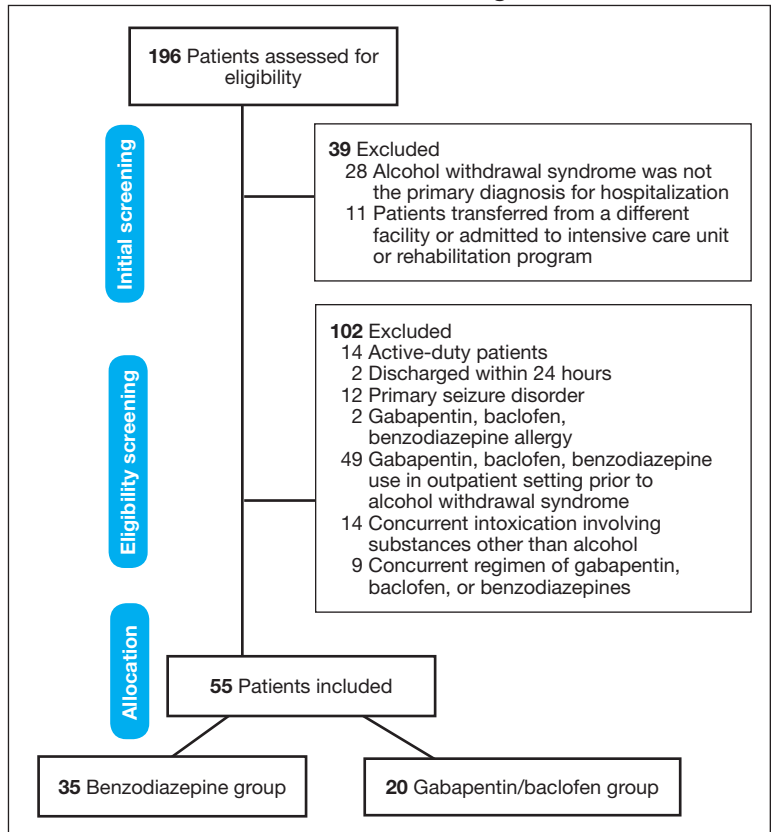 196 Patients assessed for
eligibility
Initial screening
39 Excluded
28 Alcohol withdrawal syndrome was not
the primary diagnosis for hospitalization
11 Patients transferred from a different
facility or admitted to intensive care unit
or rehabilitation program
Eligibility screening
102 Excluded
14 Active-duty patients
2 Discharged within 24 hours
12 Primary seizure disorder
2 Gabapentin, baclofen,
benzodiazepine allergy
49 Gabapentin, baclofen, benzodiazepine
use in outpatient setting prior to
alcohol withdrawal syndrome
14 Concurrent intoxication involving
substances other than alcohol
9 Concurrent regimen of gabapentin,
baclofen, or benzodiazepines
Allocation
55 Patients included
35 Benzodiazepine group
20 Gabapentin/baclofen group